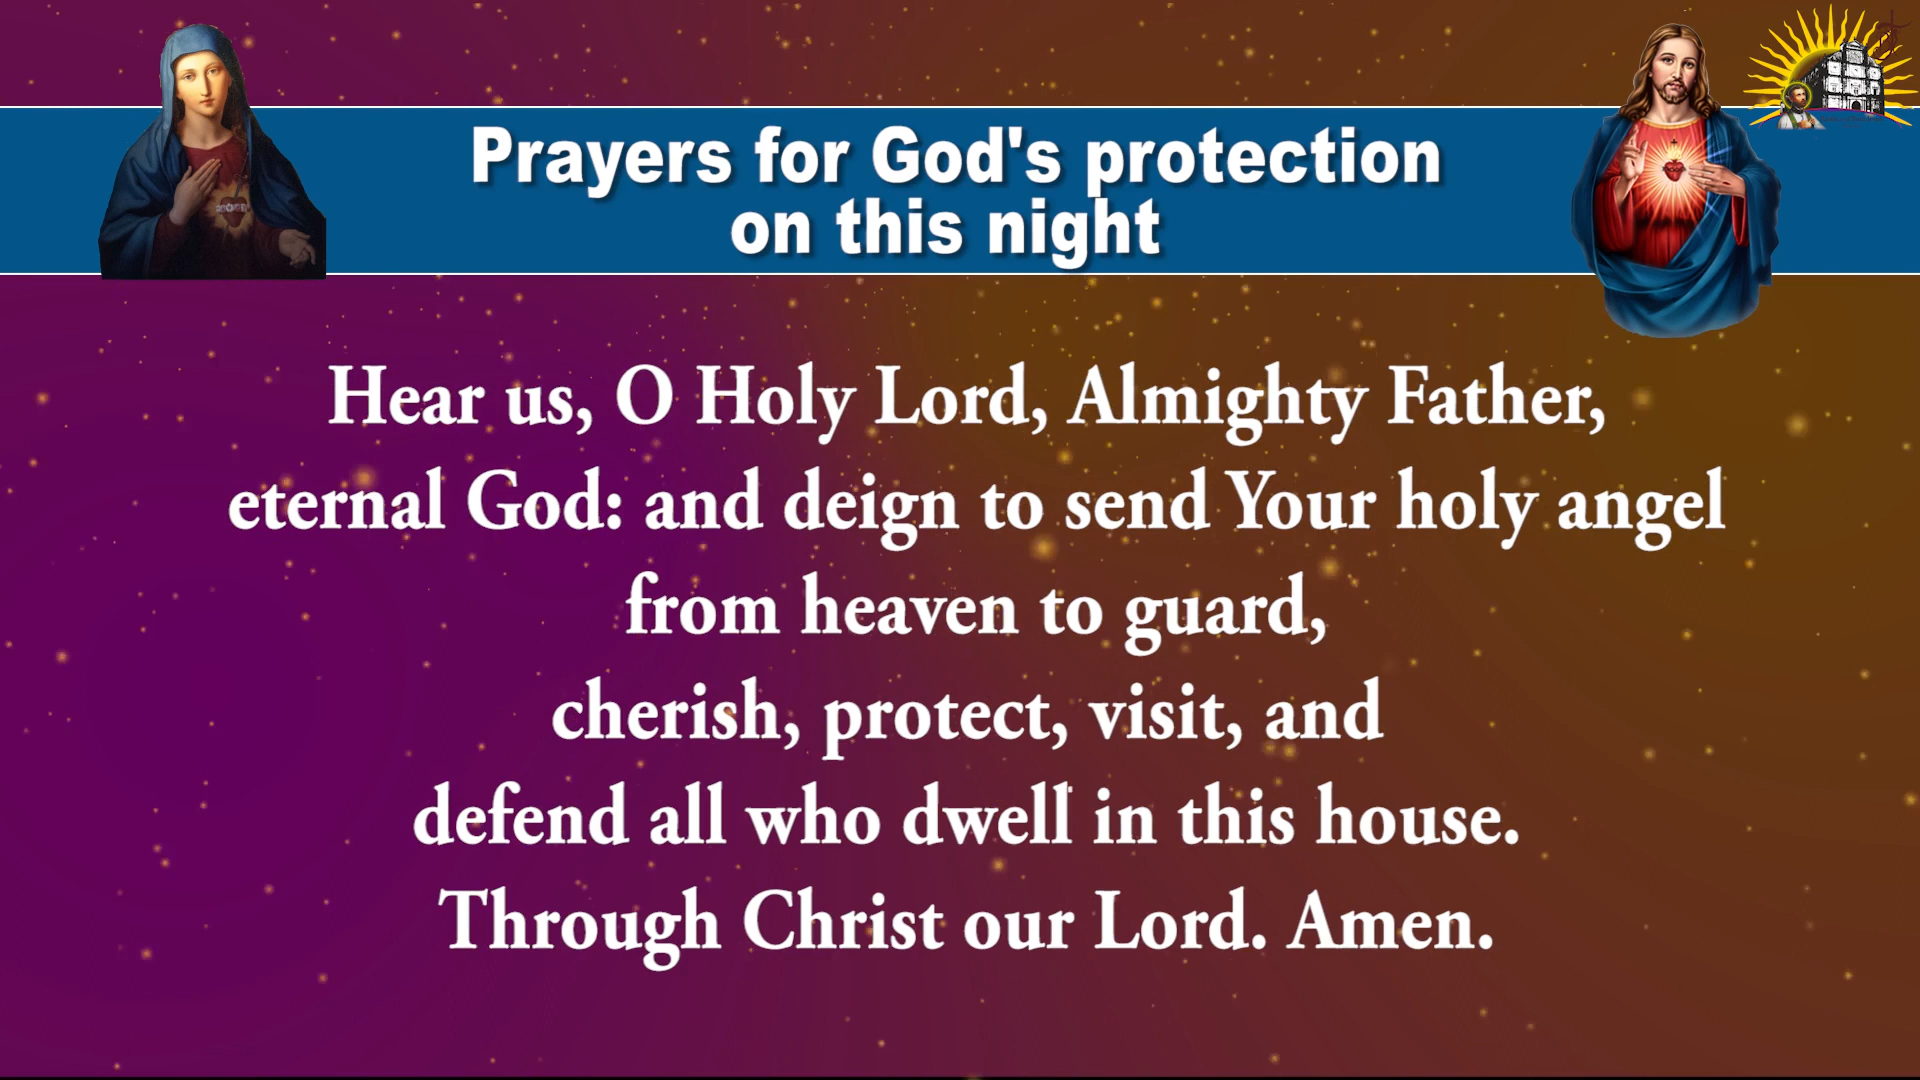 Prayers for God's protection
on this night
Hear us, O Holy Lord, Almighty Father,
eternal God: and deign to send Your holy angel
from heaven to guard,
cherish, protect, visit, and
defend all who dwell in this house.
Through Christ our Lord. Amen.